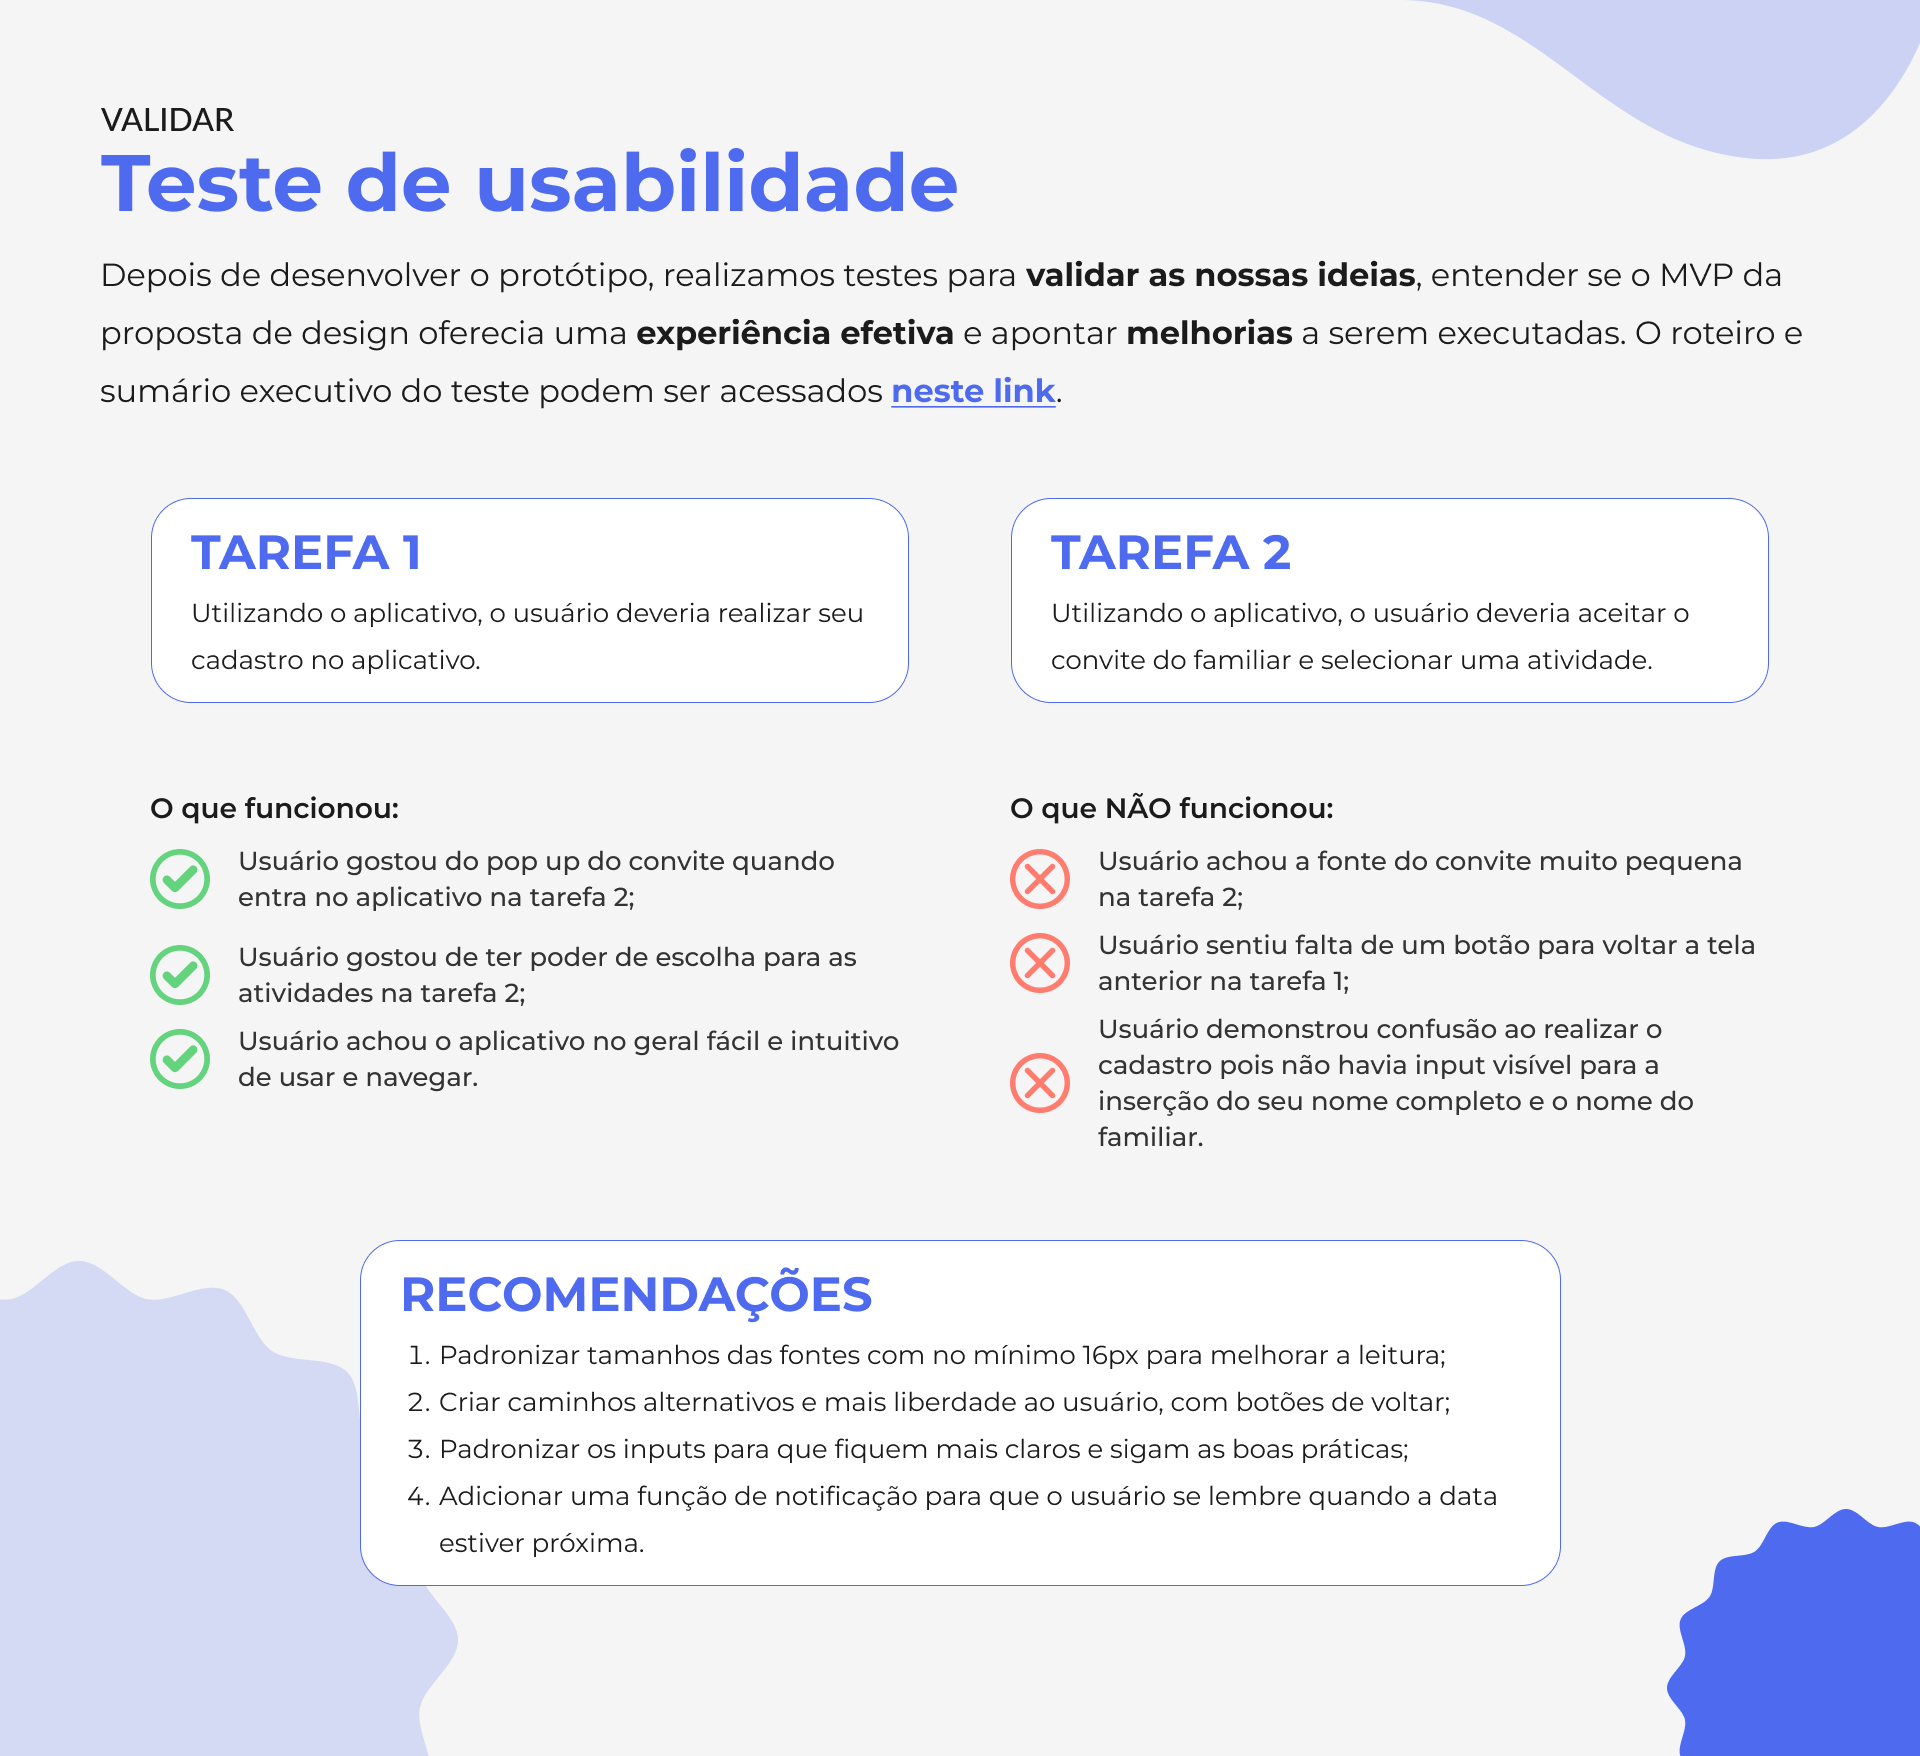 VALIDAR
Teste de usabilidade
Depois de desenvolver o protótipo, realizamos testes para validar as nossas ideias, entender se o MVP da
proposta de design oferecia uma experiência efetiva e apontar melhorias a serem executadas. O roteiro e
sumário executivo do teste podem ser acessados neste link.
TAREFA 1
Utilizando o aplicativo, o usuário deveria realizar seu
cadastro no aplicativo.
TAREFA 2
Utilizando o aplicativo, o usuário deveria aceitar o
convite do familiar e selecionar uma atividade.
O que funcionou:
Usuário gostou do pop up do convite quando
entra no aplicativo na tarefa 2;
Usuário gostou de ter poder de escolha para as
atividades na tarefa 2;
Usuário achou o aplicativo no geral fácil e intuitivo
de usar e navegar.
O que NÃO funcionou:
Usuário achou a fonte do convite muito pequena
na tarefa 2;
Usuário sentiu falta de um botão para voltar a tela
anterior na tarefa 1;
Usuário demonstrou confusão ao realizar o
cadastro pois não havia input visível para a
inserção do seu nome completo e o nome do
familiar.
RECOMENDAÇÕES
1. Padronizar tamanhos das fontes com no mínimo 16px para melhorar a leitura;
2. Criar caminhos alternativos e mais liberdade ao usuário, com botões de voltar;
3. Padronizar os inputs para que fiquem mais claros e sigam as boas práticas;
4. Adicionar uma função de notificação para que o usuário se lembre quando a data
estiver próxima.